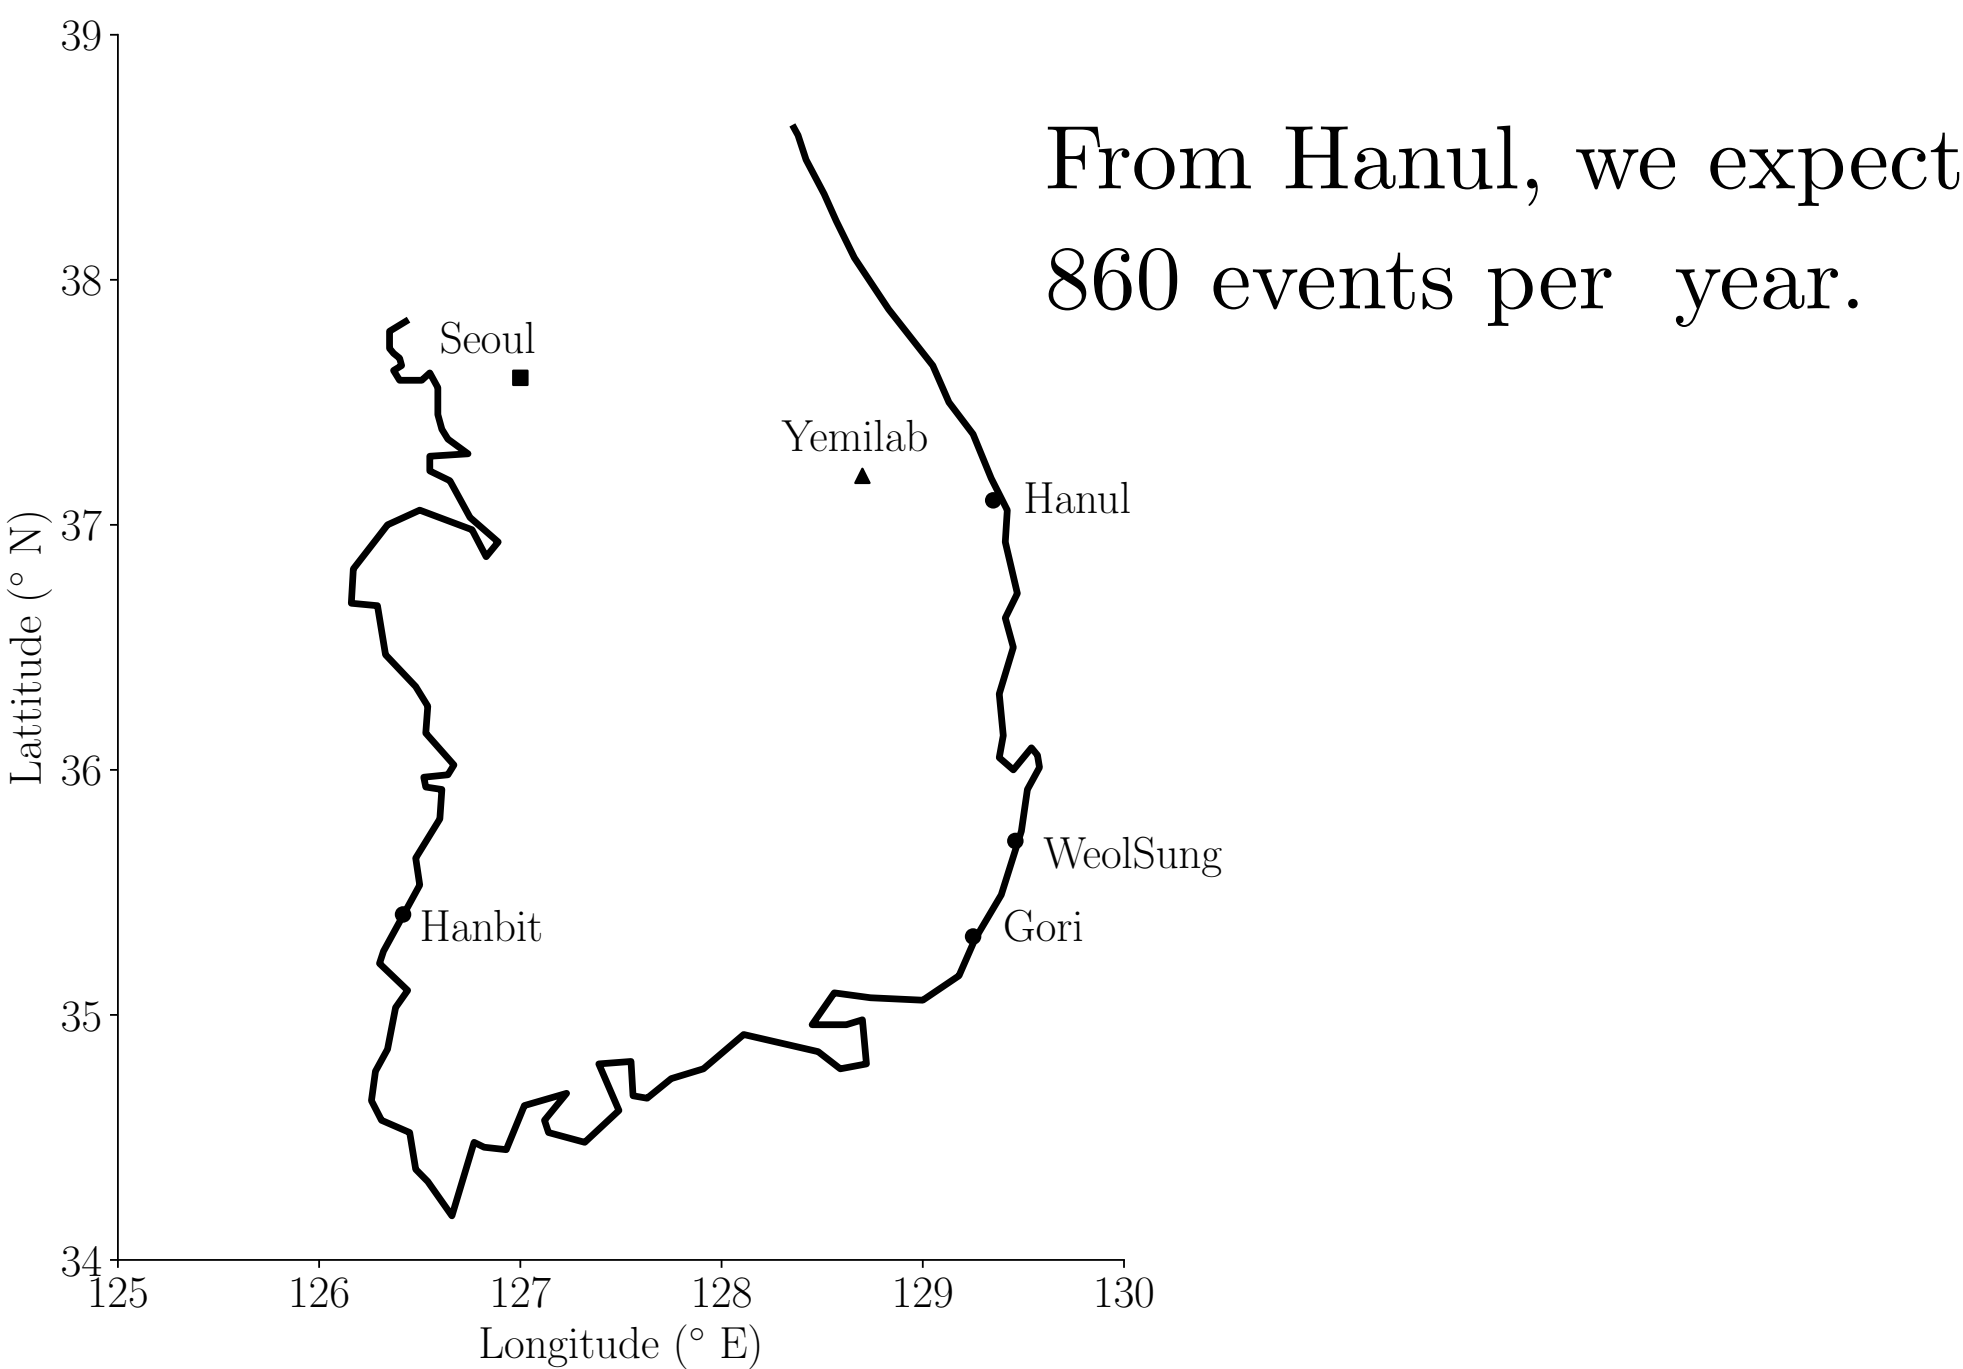 39
From Hanul, we expect
38
860 events per year.
Seoul
Yemilab
Hanul
37
Lattitude (° N)
36
WeolSung
Hanbit
Gori
35
34
125 126 127 128 129 130
Longitude (° E)